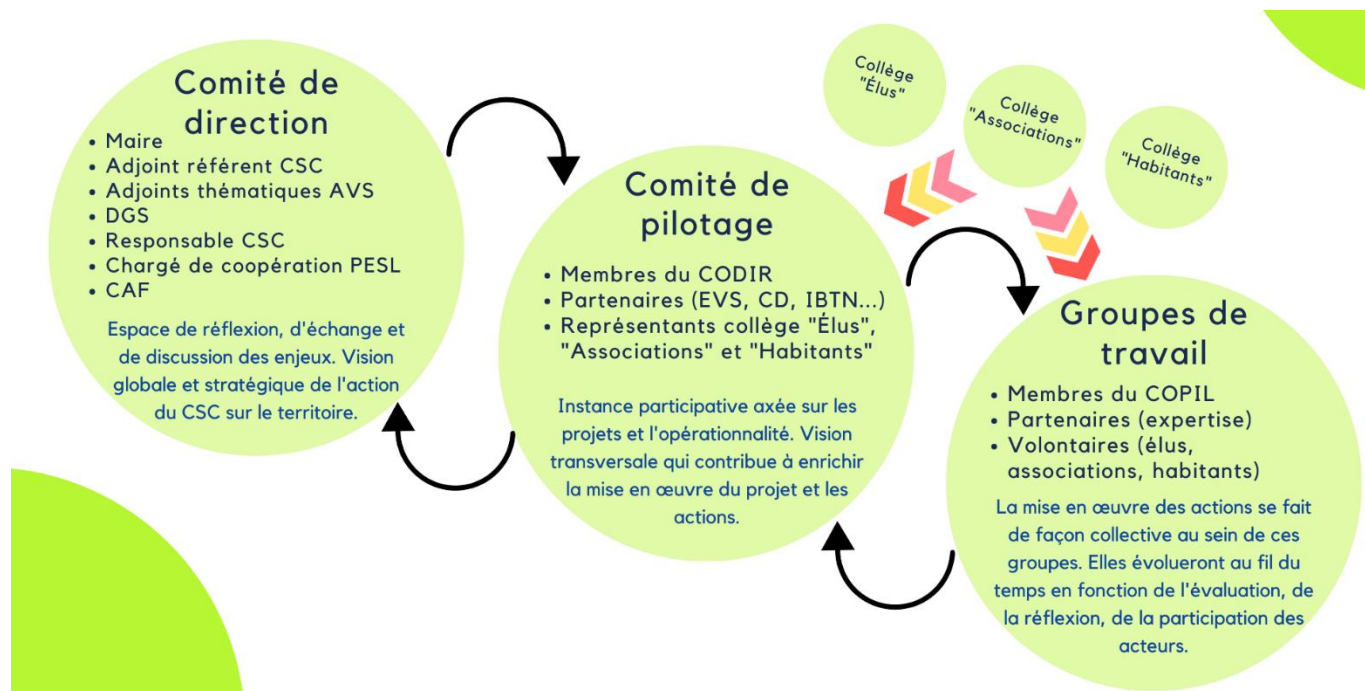 Comité de
direction
• Maire
• Adjoint référent CSC
• Adjoints thématiques AVS
• DGS
• Responsable CSC
• Chargé de coopération PESL
• CAF
Espace de réflexion, d'échange et
de discussion des enjeux. Vision
globale et stratégique de l'action
du CSC sur le territoire.
Comité de
pilotage
• Membres du CODIR
• Partenaires (EVS, CD, IBTN...)
• Représentants collège "Élus",
"Associations" et "Habitants"
Instance participative axée sur les
projets et l'opérationnalité. Vision
transversale qui contribue à enrichir
la mise en œuvre du projet et les
actions.
Collège
"Élus"
Collège
"Associations"
Collège
"Habitants"
Groupes de
travail
• Membres du COPIL
• Partenaires (expertise)
• Volontaires (élus,
associations, habitants)
La mise en œuvre des actions se fait
de façon collective au sein de ces
groupes. Elles évolueront au fil du
temps en fonction de l'évaluation, de
la réflexion, de la participation des
acteurs.